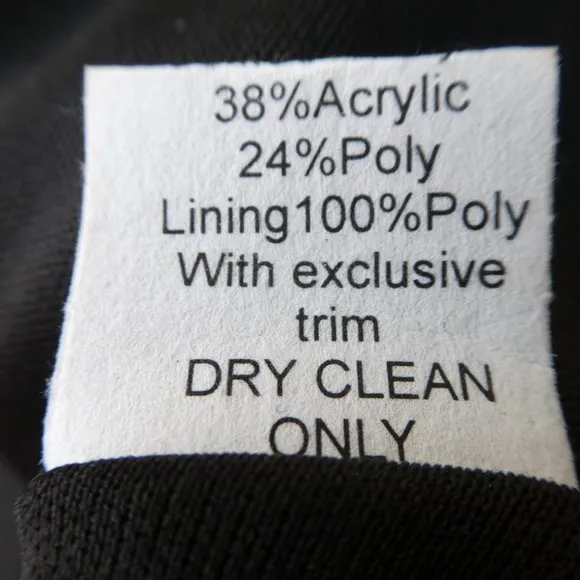 38%Acrylic
24%Poly
Lining100%Poly
With exclusive
trim
DRY CLEAN
ONLY